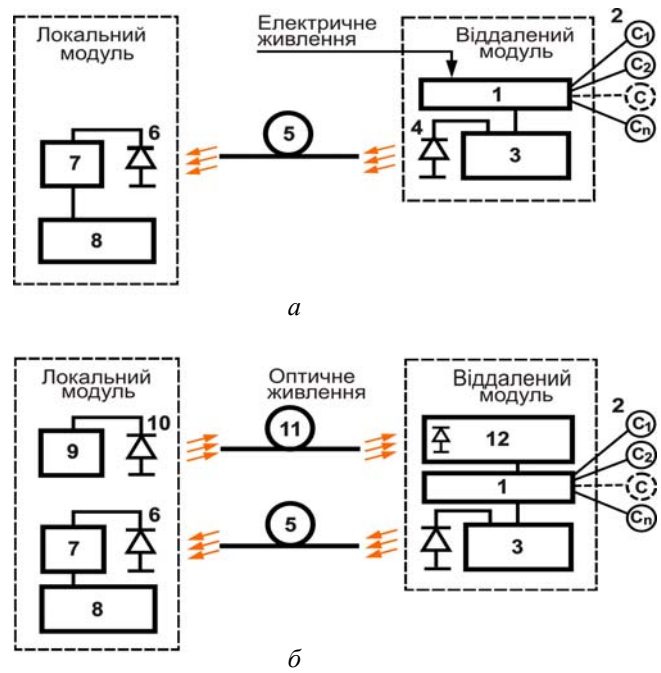 Локальний
модуль
Електричне
живлення
Віддалений
модуль
2
C1
C2
C
Cn
1
6
5
4
7
3
8
а
Локальний
модуль
Оптичне
живлення
Віддалений
модуль
10
9
11
12
2
C1
C2
C
Cn
1
6
5
7
3
8
б